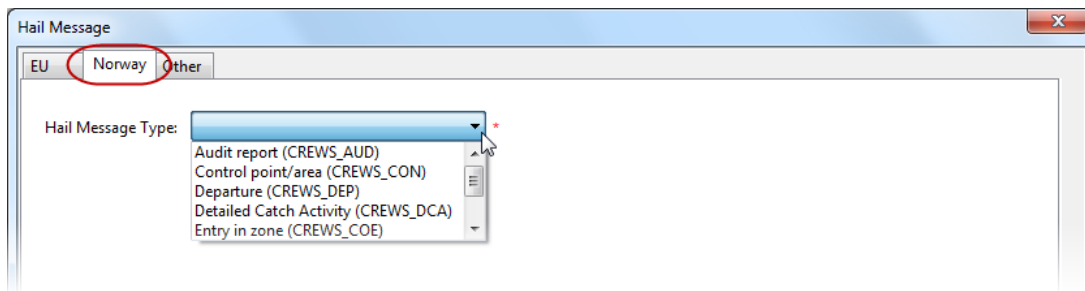 Hail Message
EU Norway Other
Hail Message Type: *
Audit report (CREWS_AUD)
Control point/area (CREWS_CON)
Departure (CREWS_DEP)
Detailed Catch Activity (CREWS_DCA)
Entry in zone (CREWS_COE)